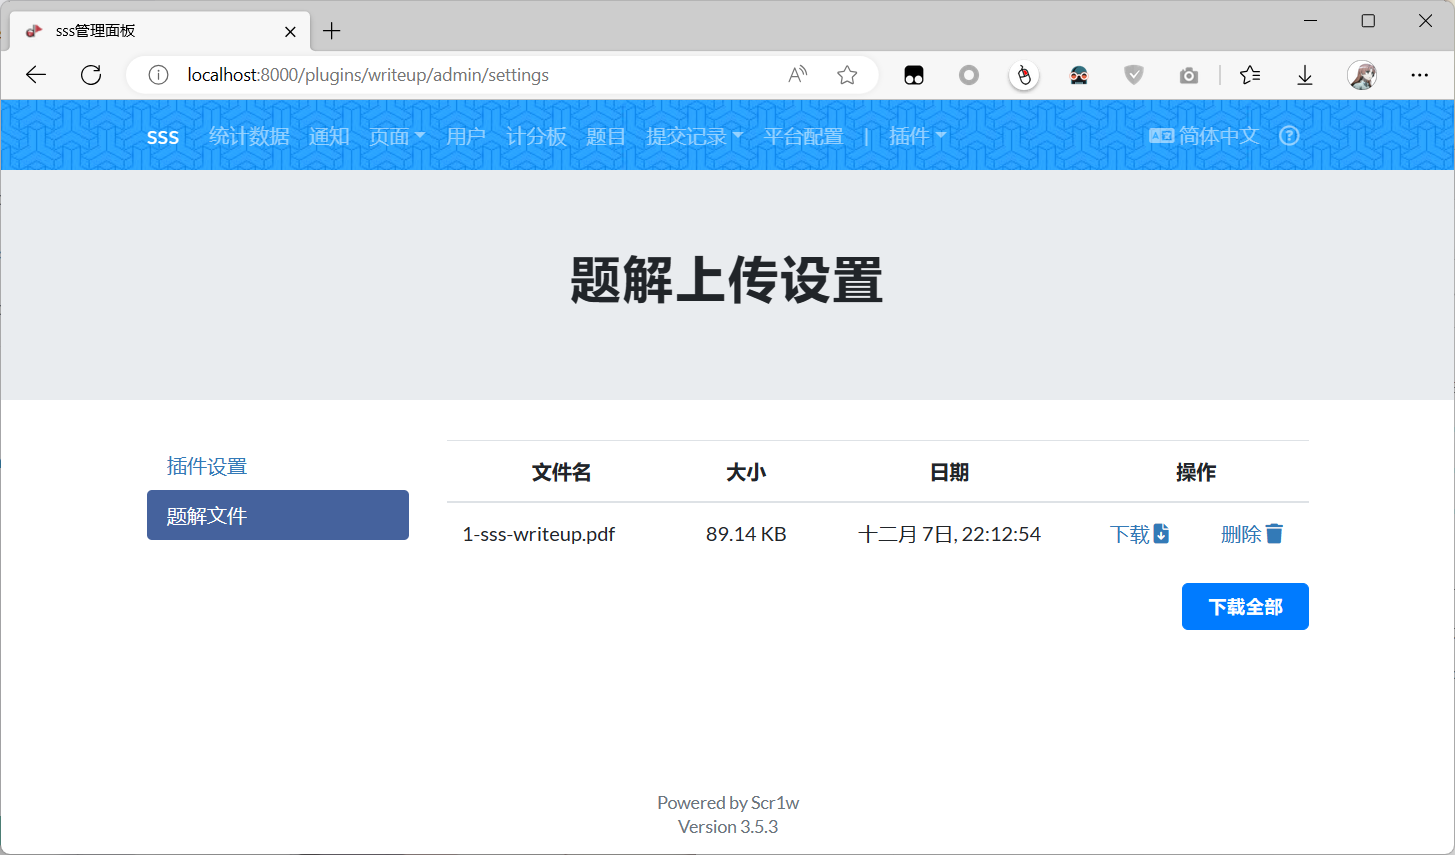 sss管理面板
localhost:8000/plugins/writeup/admin/settings
sss 统计数据 通知 页面 用户 计分板 题目 提交记录 平台配置 | 插件 简体中文
题解上传设置
插件设置
题解文件
文件名 大小 日期 操作
1-sss-writeup.pdf 89.14 KB 十二月 7日, 22:12:54 下载 删除
下载全部
Powered by Scr1w
Version 3.5.3